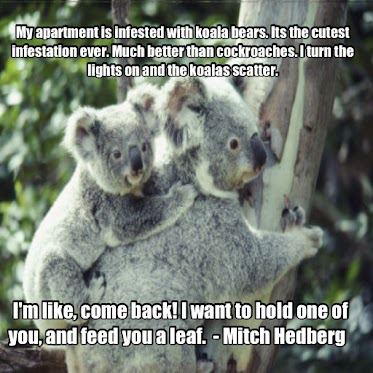 My apartment is infested with koala bears. Its the cutest
infestation ever. Much better than cockroaches. I turn the
lights on and the koalas scatter.
I'm like, come back! I want to hold one of
you, and feed you a leaf. - Mitch Hedberg